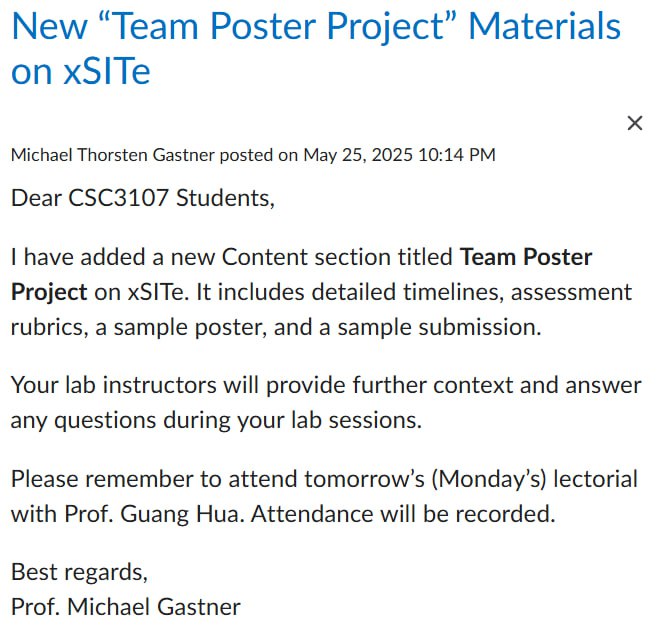 New “Team Poster Project” Materials
on xSITe
Michael Thorsten Gastner posted on May 25, 2025 10:14 PM
Dear CSC3107 Students,
I have added a new Content section titled Team Poster
Project on xSITe. It includes detailed timelines, assessment
rubrics, a sample poster, and a sample submission.
Your lab instructors will provide further context and answer
any questions during your lab sessions.
Please remember to attend tomorrow’s (Monday’s) lectorial
with Prof. Guang Hua. Attendance will be recorded.
Best regards,
Prof. Michael Gastner